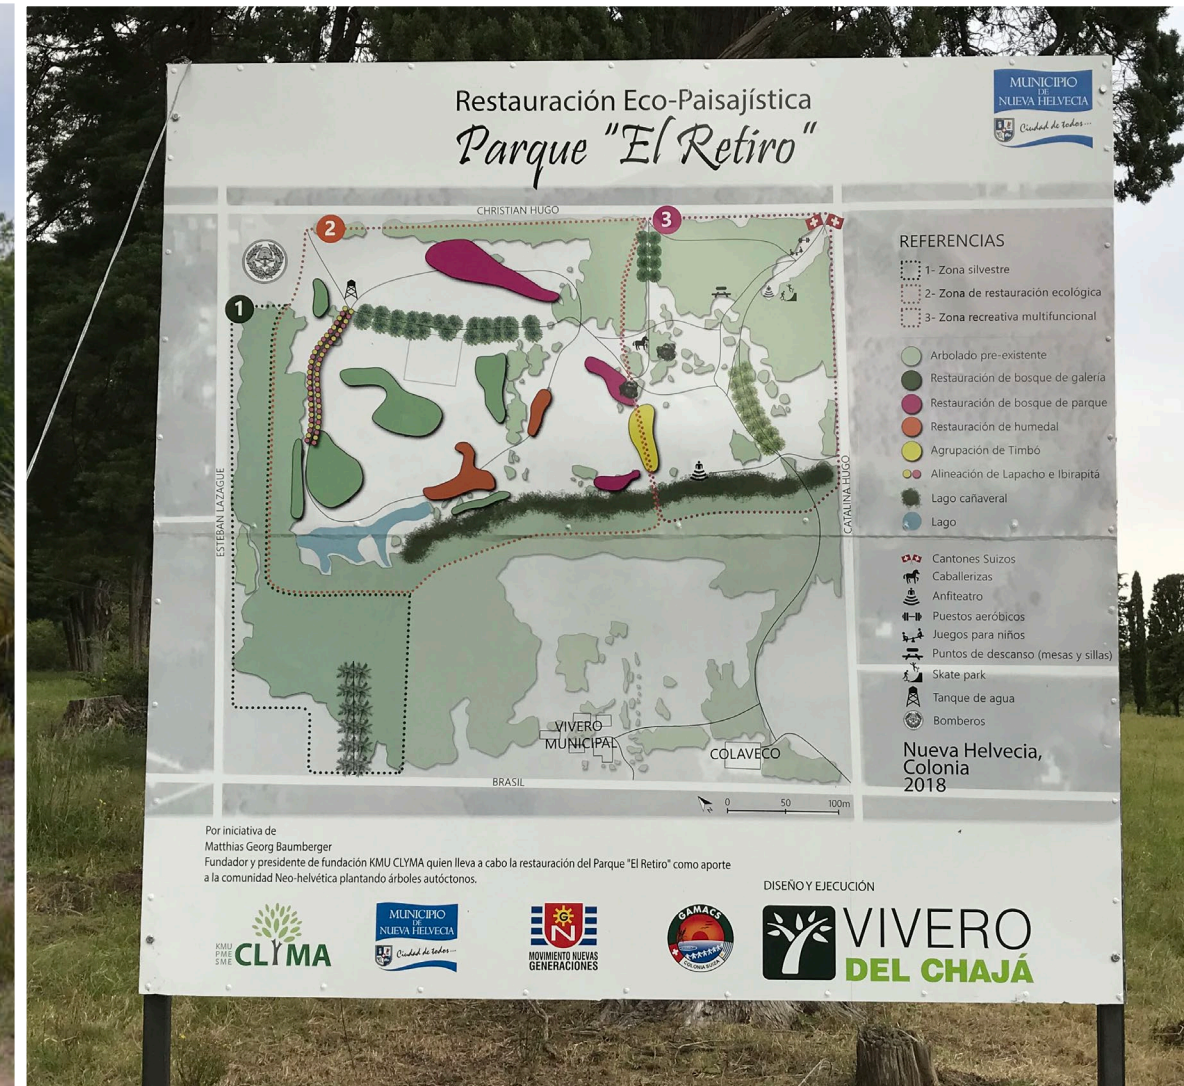 Restauración Eco-Paisajística
Parque "El Retiro"
MUNICIPIO
DE
NUEVA HELVECIA
Ciudad de todos...
CHRISTIAN HUGO
2
3
1
ESTEBAN LAZAGUE
CATALINA HUGO
VIVERO
MUNICIPAL
COLAVECO
BRASIL
0 50 100m
REFERENCIAS
1- Zona silvestre
2- Zona de restauración ecológica
3- Zona recreativa multifuncional
Arbolado pre-existente
Restauración de bosque de galería
Restauración de bosque de parque
Restauración de humedal
Agrupación de Timbó
Alineación de Lapacho e Ibirapitá
Lago cañaveral
Lago
Cantones Suizos
Caballerizas
Anfiteatro
Puestos aeróbicos
Juegos para niños
Puntos de descanso (mesas y sillas)
Skate park
Tanque de agua
Bomberos
Nueva Helvecia,
Colonia
2018
Por iniciativa de
Matthias Georg Baumberger
Fundador y presidente de fundación KMU CLYMA quien lleva a cabo la restauración del Parque "El Retiro" como aporte
a la comunidad Neo-helvética plantando árboles autóctonos.
KMU
PME
SME
CLYMA
MUNICIPIO
DE
NUEVA HELVECIA
Ciudad de todos...
N
MOVIMIENTO NUEVAS
GENERACIONES
GAMACS
COLONIA SUIZA
DISEÑO Y EJECUCIÓN
VIVERO
DEL CHAJÁ